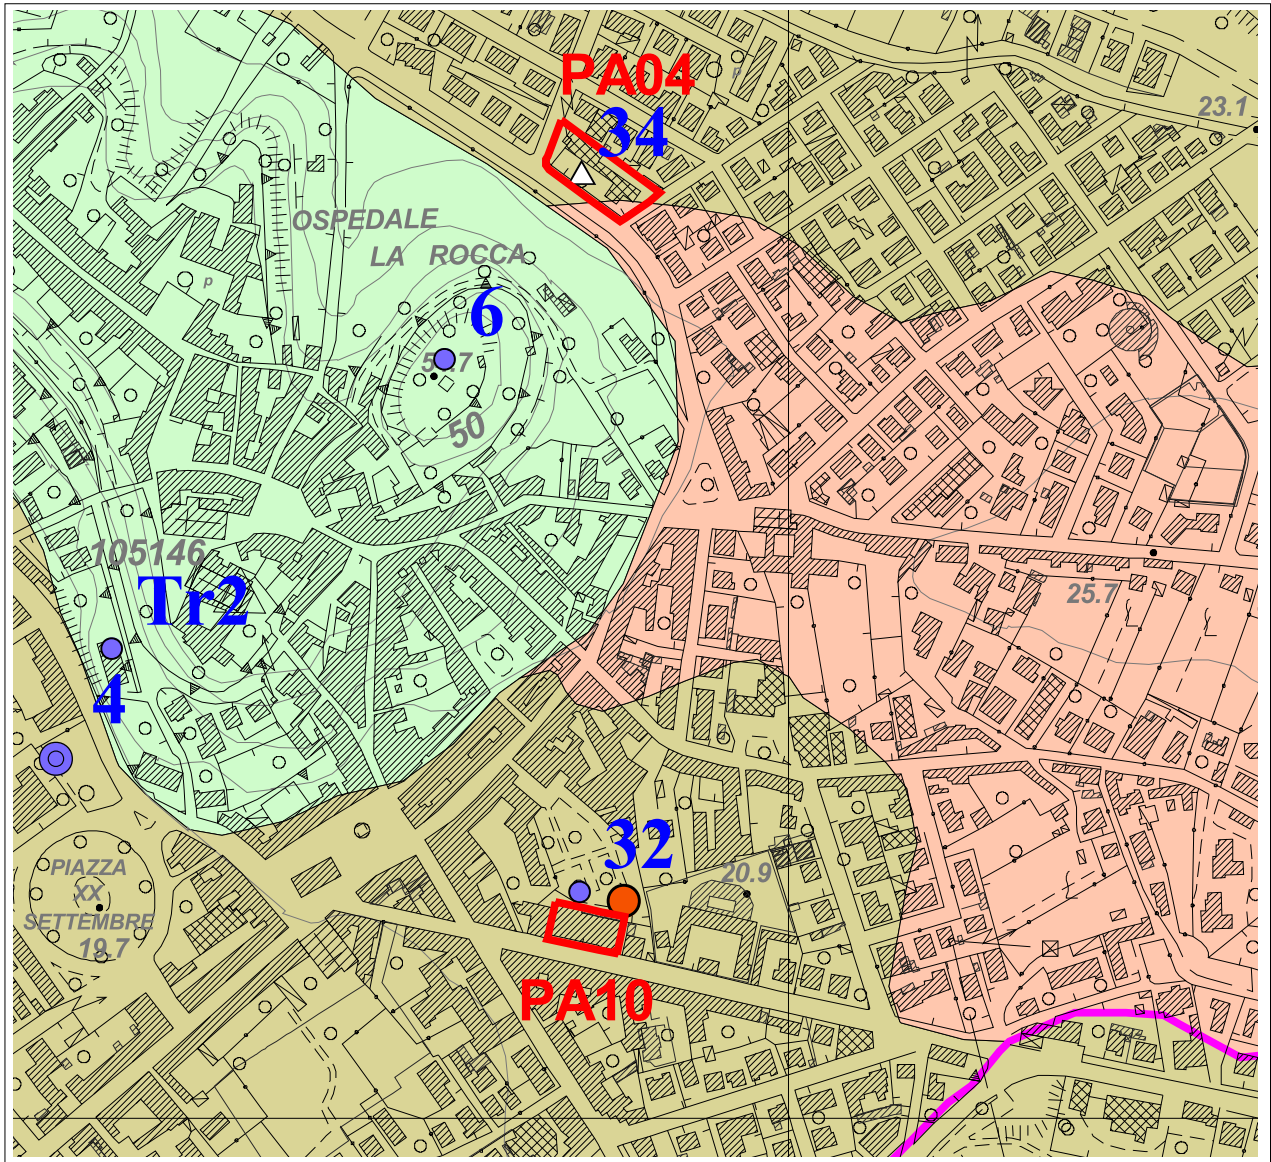 PA04
34
23.1
OSPEDALE
LA ROCCA
p
p
6
50
105146
Tr2
4
25.7
32
20.9
PIAZZA
XX
SETTEMBRE
19.7
PA10